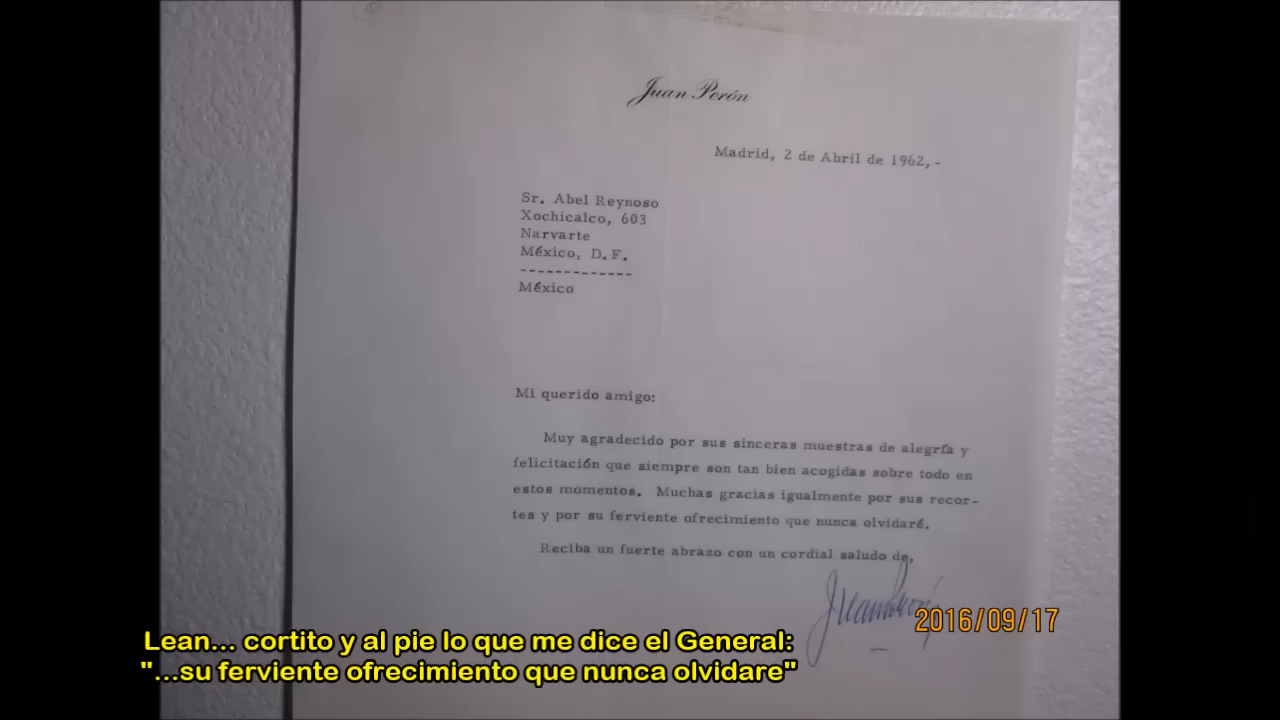 Juan Perón
Madrid, 2 de Abril de 1962,-
Sr. Abel Reynoso
Xochicalco, 603
Narvarte
México, D.F.
-------------
México
Mi querido amigo:
Muy agradecido por sus sinceras muestras de alegría y
felicitación que siempre son tan bien acogidas sobre todo en
estos momentos. Muchas gracias igualmente por sus recor-
tes y por su ferviente ofrecimiento que nunca olvidaré.
Reciba un fuerte abrazo con un cordial saludo de,
Juan Perón
2016/09/17
Lean... cortito y al pie lo que me dice el General:
"...su ferviente ofrecimiento que nunca olvidare"